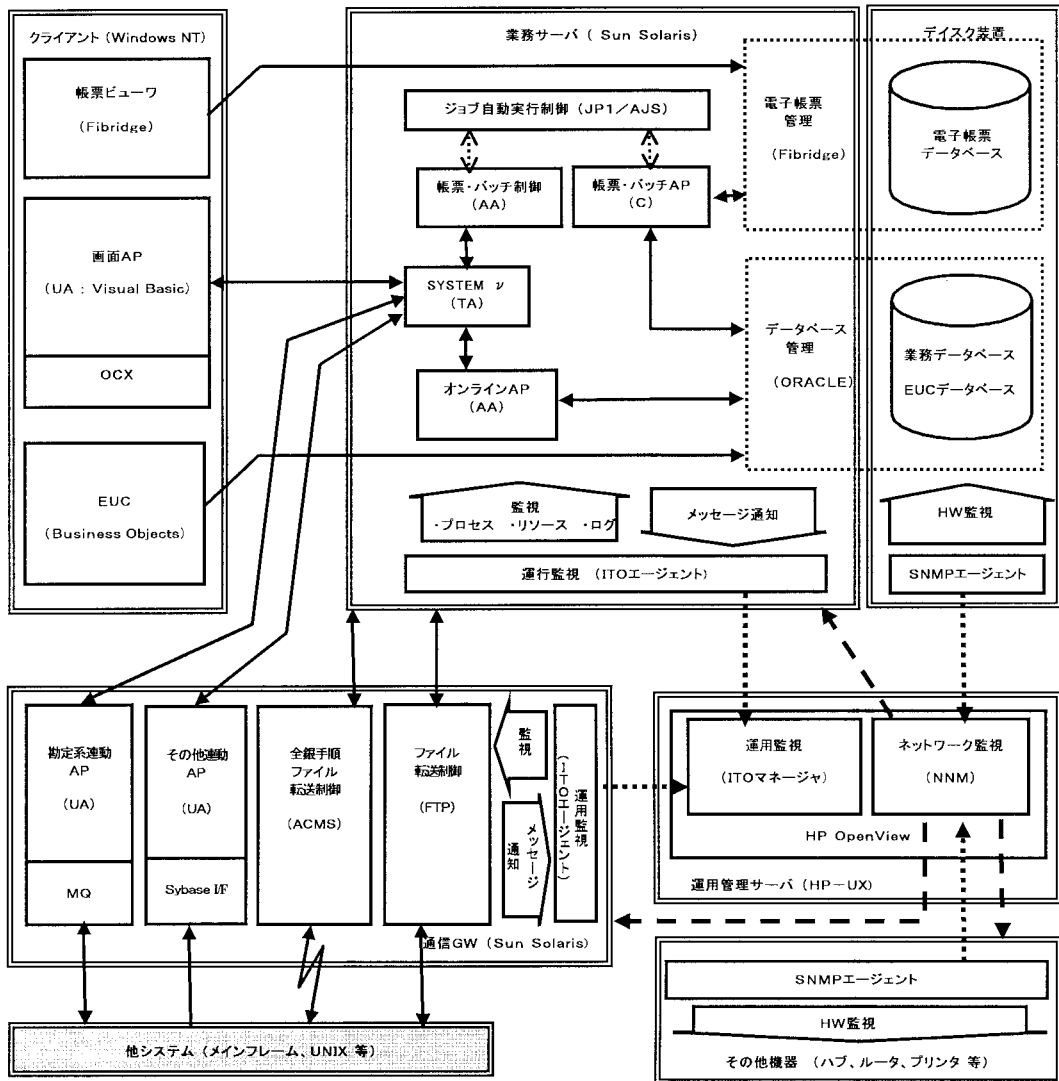 クライアント (Windows NT)
帳票ビューワ
(Fibridge)
画面AP
(UA : Visual Basic)
OCX
EUC
(Business Objects)
業務サーバ ( Sun Solaris)
ジョブ自動実行制御 (JP1/AJS)
帳票・バッチ制御
(AA)
帳票・バッチAP
(C)
SYSTEM ν
(TA)
オンラインAP
(AA)
電子帳票
管理
(Fibridge)
データベース
管理
(ORACLE)
監視
・プロセス ・リソース ・ログ
メッセージ通知
運行監視 (ITOエージェント)
デイスク装置
電子帳票
データベース
業務データベース
EUCデータベース
HW監視
SNMPエージェント
勘定系連動
AP
(UA)
MQ
その他連動
AP
(UA)
Sybase I/F
全銀手順
ファイル
転送制御
(ACMS)
ファイル
転送制御
(FTP)
監視
メッセージ
通知
運用監視
(ITOエージェント)
通信GW (Sun Solaris)
運用監視
(ITOマネージャ)
ネットワーク監視
(NNM)
HP OpenView
運用管理サーバ (HP-UX)
SNMPエージェント
HW監視
その他機器 (ハブ、ルータ、プリンタ 等)
他システム (メインフレーム、UNIX 等)